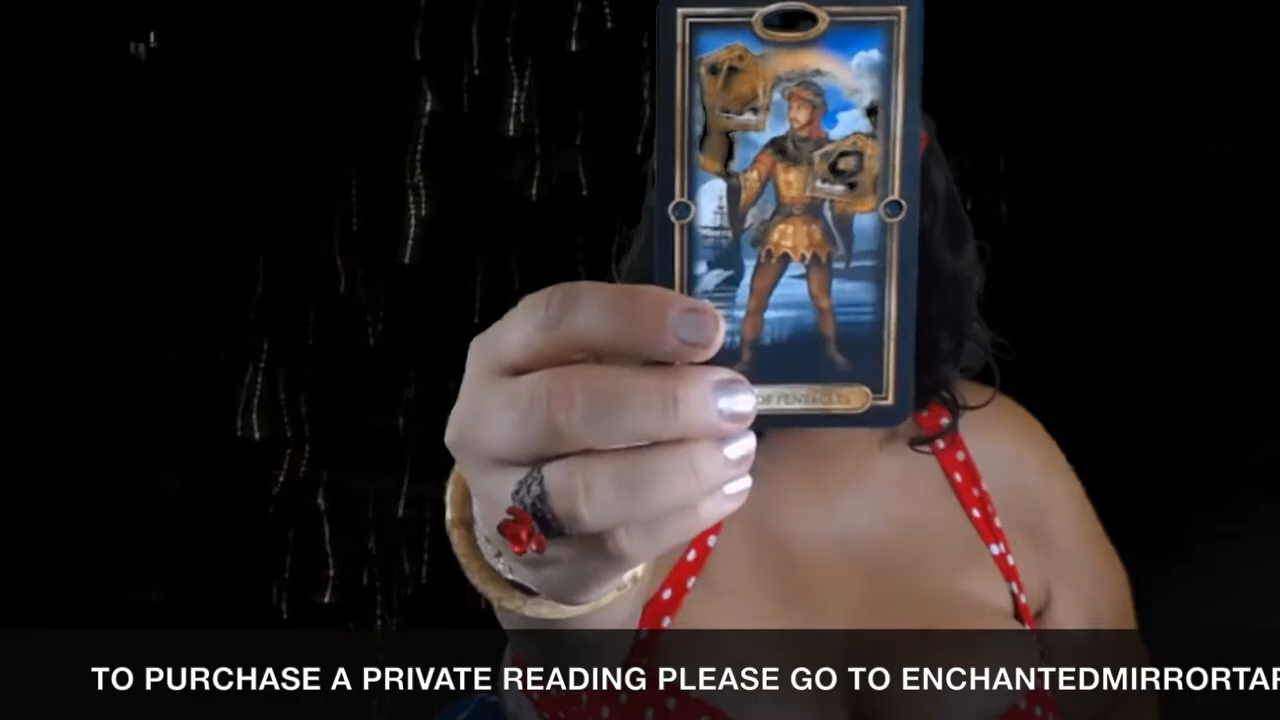 OF PENTACLES
TO PURCHASE A PRIVATE READING PLEASE GO TO ENCHANTEDMIRRORTAR